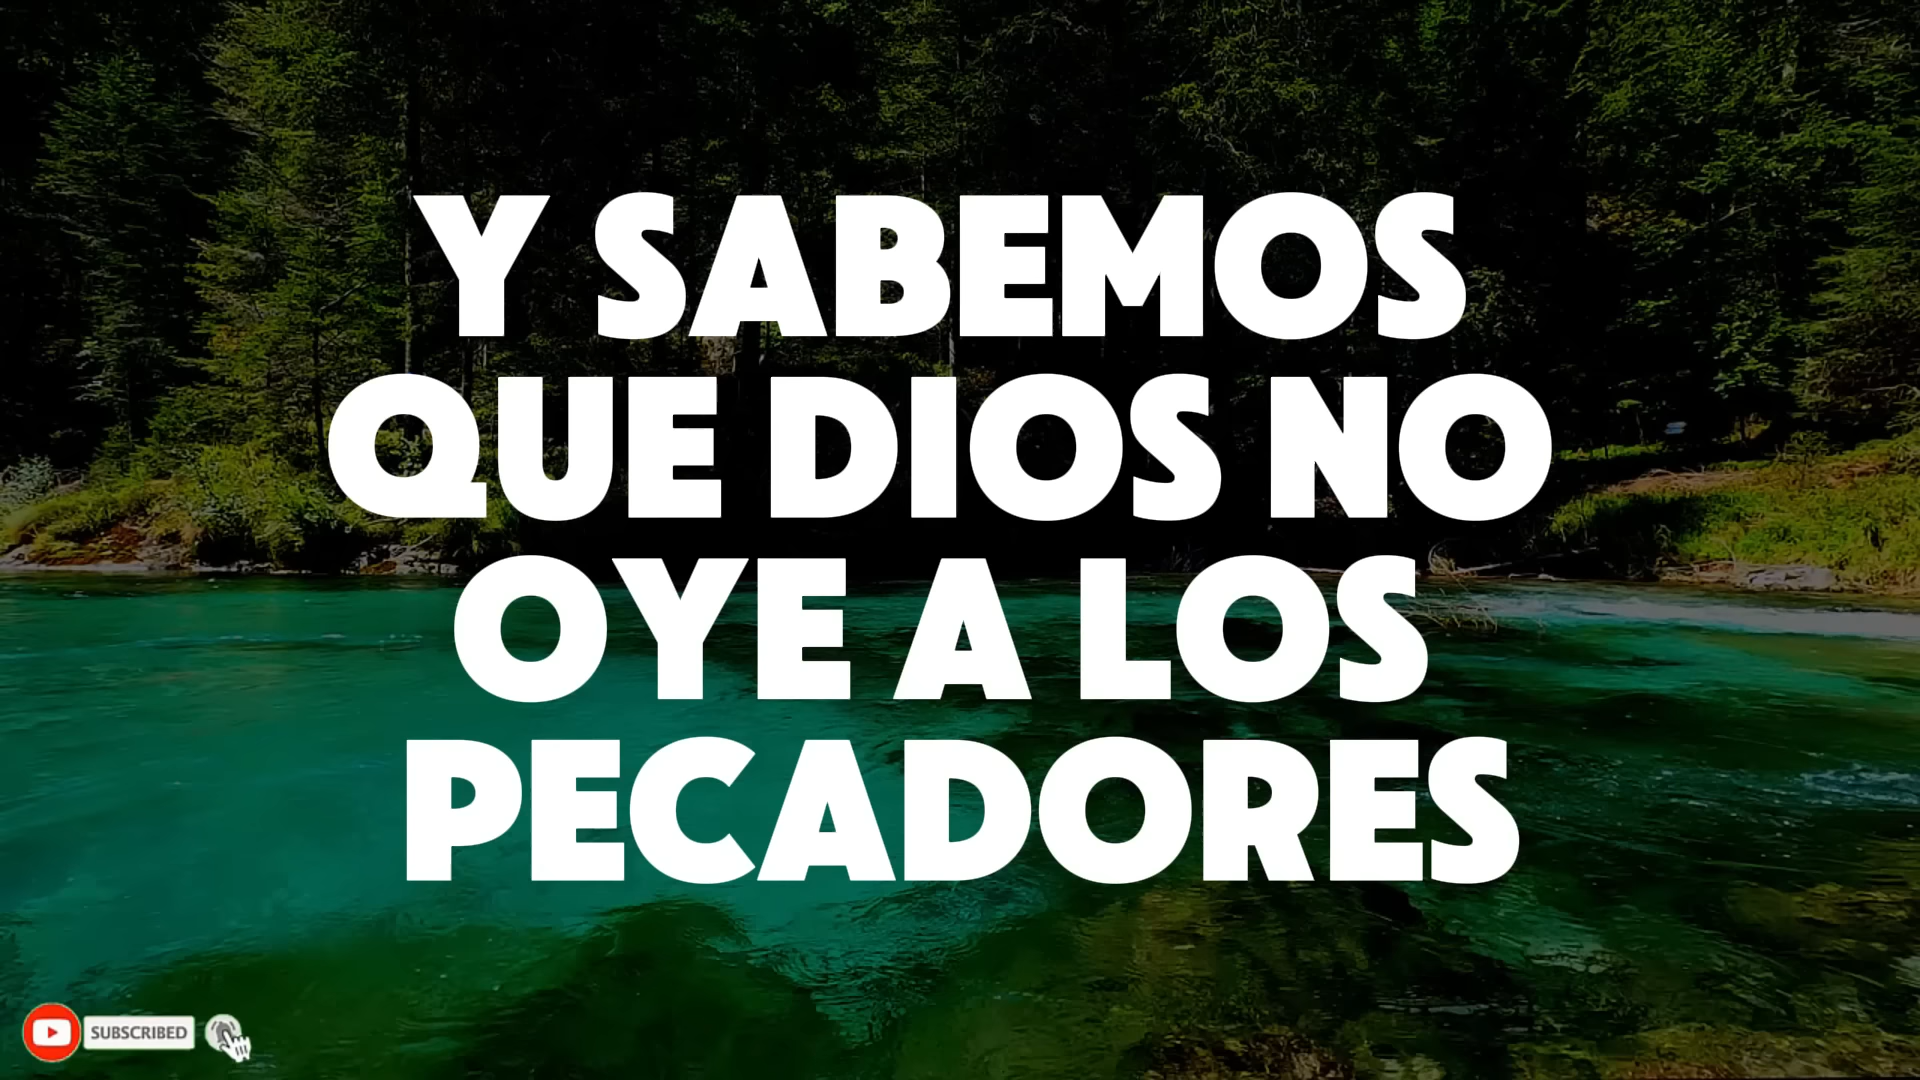 Y SABEMOS
QUE DIOS NO
OYE A LOS
PECADORES
SUBSCRIBED